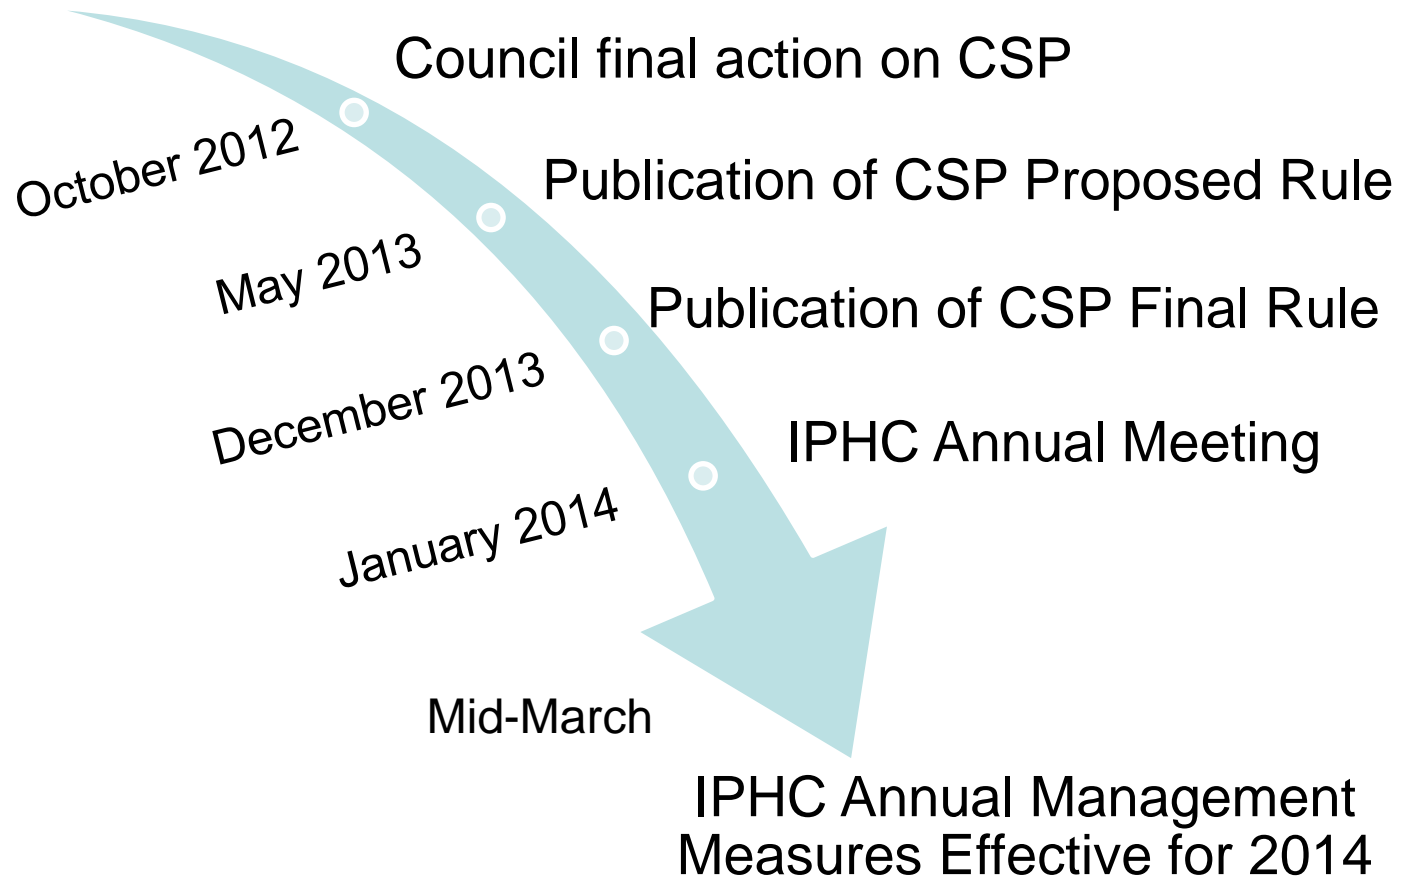 Council final action on CSP
October 2012
Publication of CSP Proposed Rule
May 2013
Publication of CSP Final Rule
December 2013
IPHC Annual Meeting
January 2014
Mid-March
IPHC Annual Management
Measures Effective for 2014